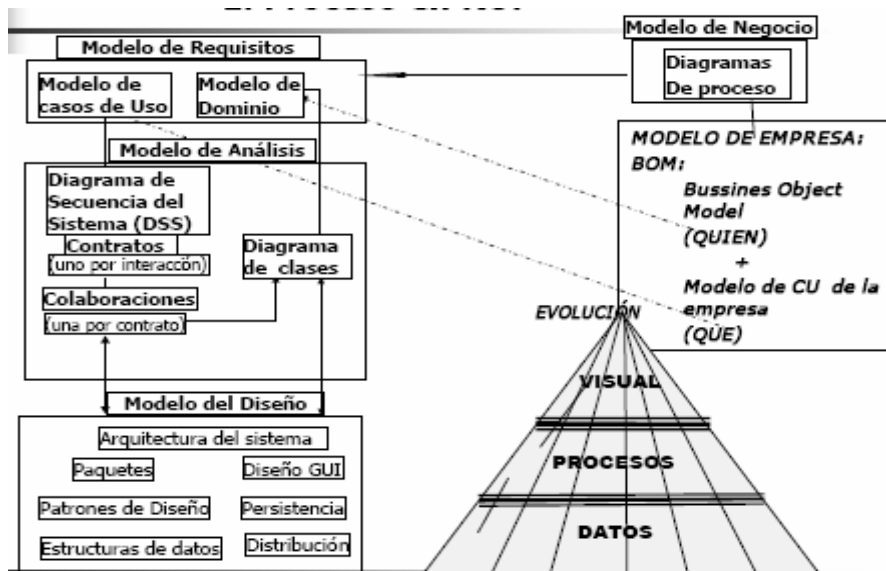 Modelo de Requisitos
Modelo de
casos de Uso
Modelo de
Dominio
Modelo de Negocio
Diagramas
De proceso
MODELO DE EMPRESA:
BOM:
Bussines Object
Model
(QUIEN)
+
Modelo de CU de la
empresa
(QUE)
Modelo de Análisis
Diagrama de
Secuencia del
Sistema (DSS)
Contratos
(uno por interaccón)
Colaboraciones
(una por contrato)
Diagrama
de clases
Modelo del Diseño
Arquitectura del sistema
Paquetes
Diseño GUI
Patrones de Diseño
Persistencia
Estructuras de datos
Distribución
EVOLUCIÓN
VISUAL
PROCESOS
DATOS